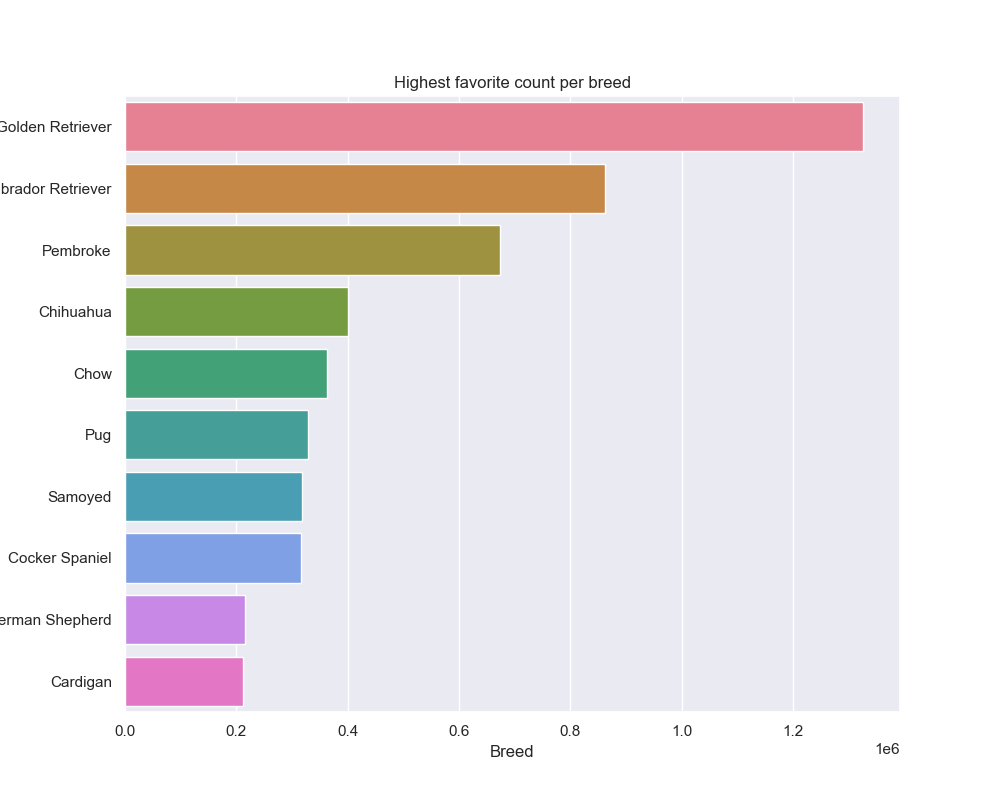 Highest favorite count per breed
Golden Retriever
brador Retriever
Pembroke
Chihuahua
Chow
Pug
Samoyed
Cocker Spaniel
erman Shepherd
Cardigan
0.0 0.2 0.4 0.6 0.8 1.0 1.2
1e6
Breed